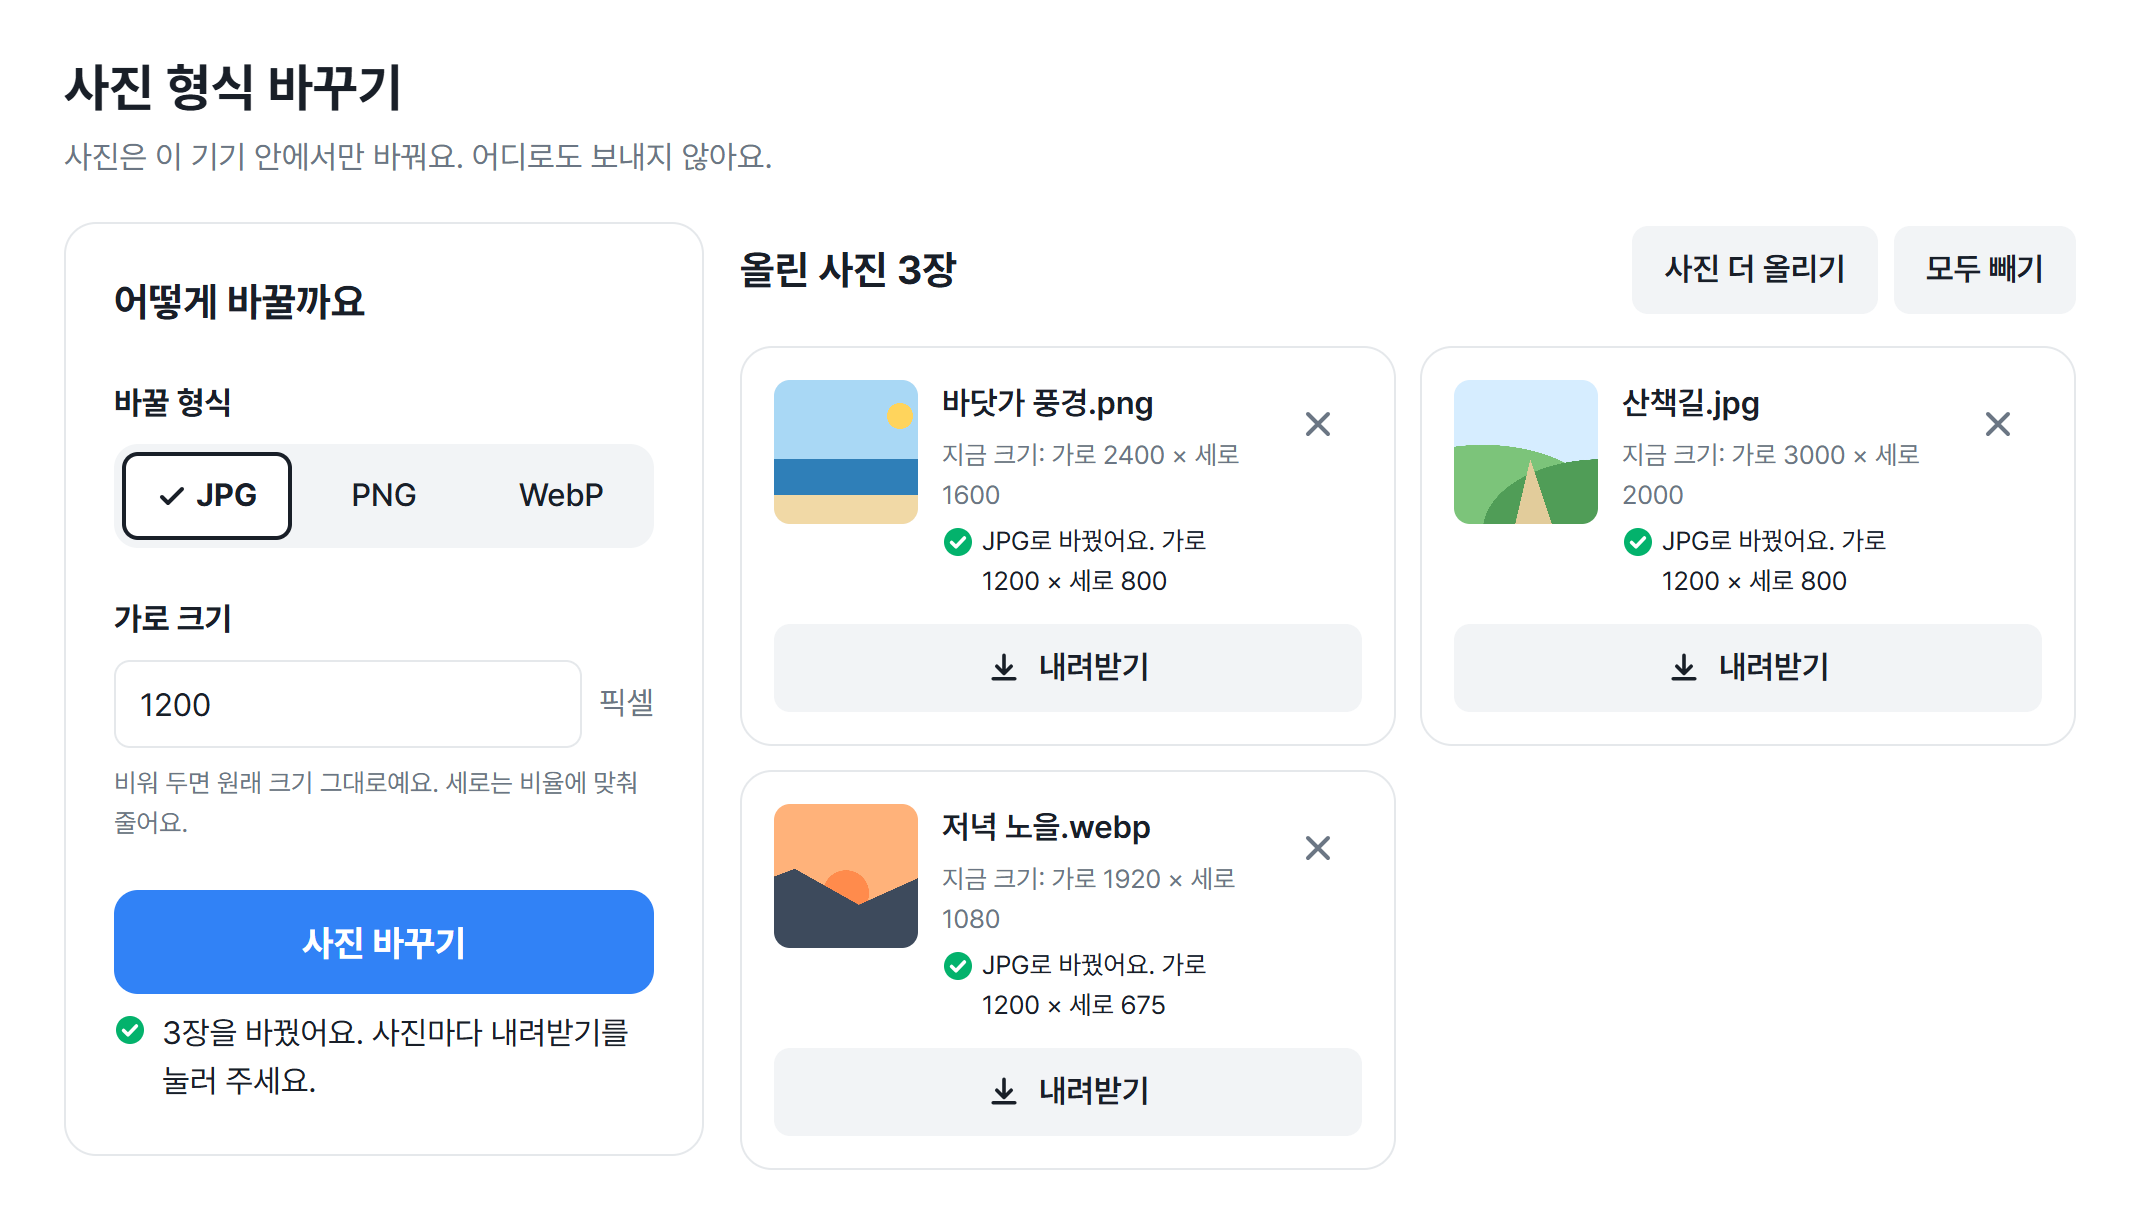 사진 형식 바꾸기
사진은 이 기기 안에서만 바꿔요. 어디로도 보내지 않아요.
어떻게 바꿀까요
바꿀 형식
JPG
PNG
WebP
가로 크기
1200
픽셀
비워 두면 원래 크기 그대로예요. 세로는 비율에 맞춰
줄어요.
사진 바꾸기
3장을 바꿨어요. 사진마다 내려받기를
눌러 주세요.
올린 사진 3장
사진 더 올리기
모두 빼기
바닷가 풍경.png
지금 크기: 가로 2400 × 세로
1600
JPG로 바꿨어요. 가로
1200 × 세로 800
내려받기
산책길.jpg
지금 크기: 가로 3000 × 세로
2000
JPG로 바꿨어요. 가로
1200 × 세로 800
내려받기
저녁 노을.webp
지금 크기: 가로 1920 × 세로
1080
JPG로 바꿨어요. 가로
1200 × 세로 675
내려받기